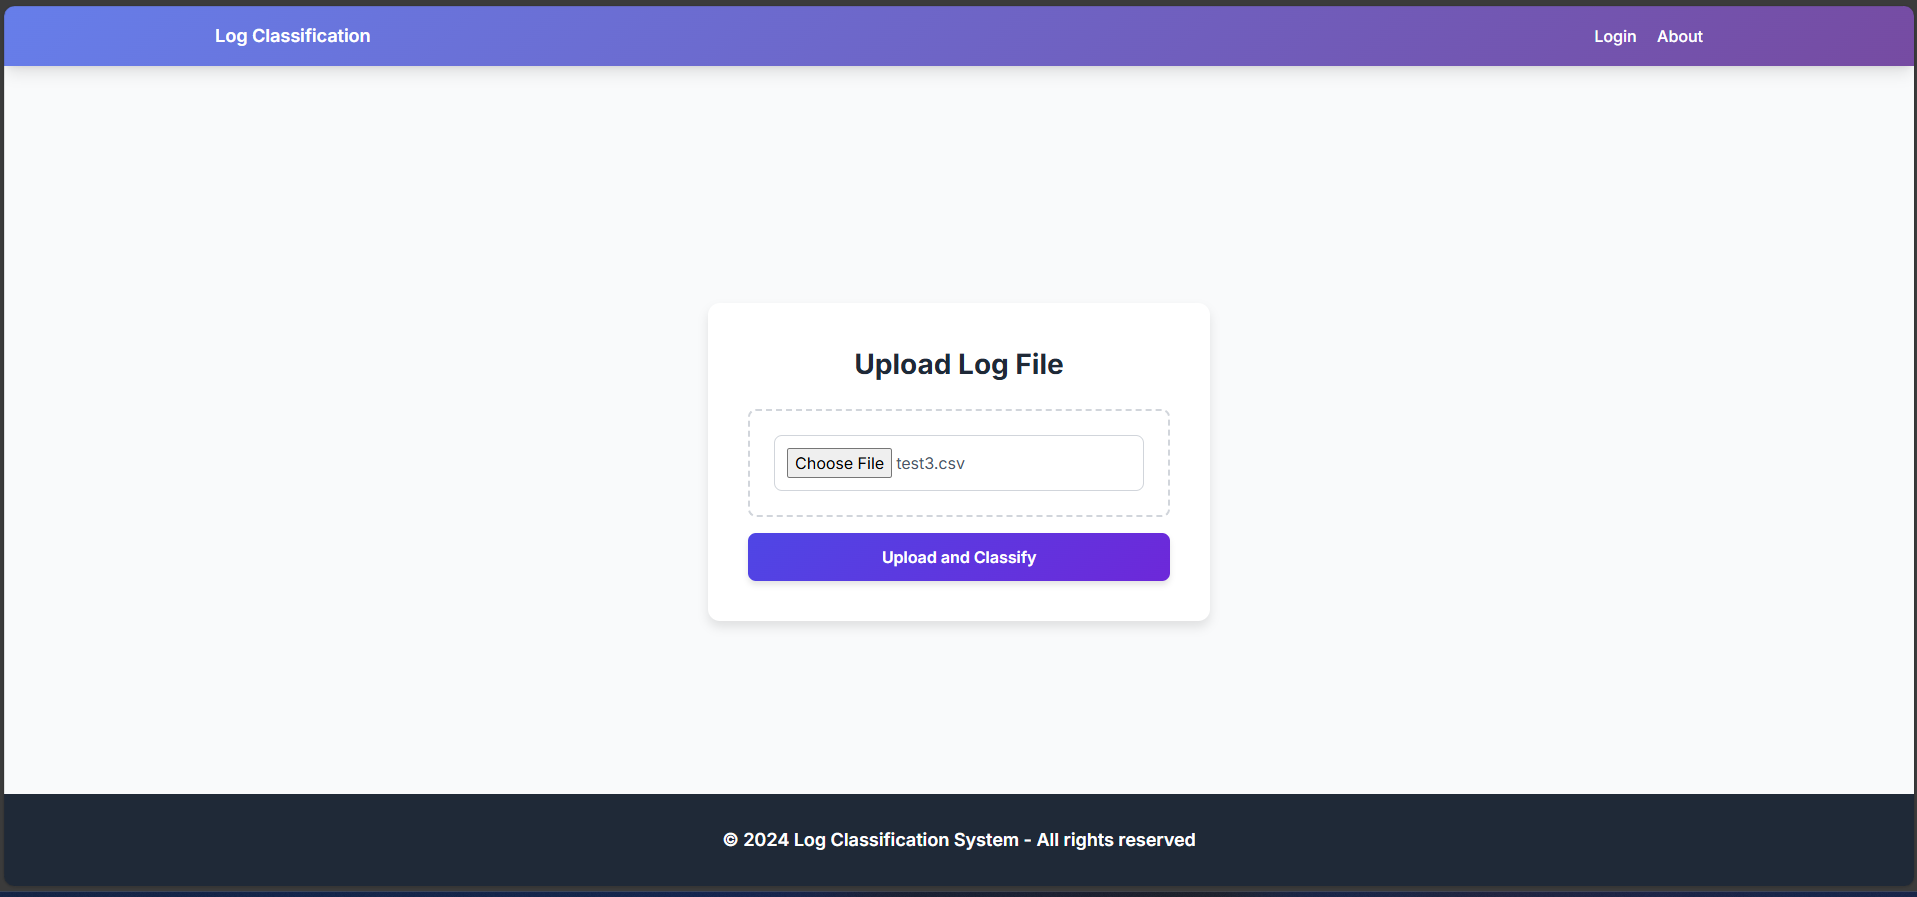 Log Classification
Login About
Upload Log File
Choose File test3.csv
Upload and Classify
© 2024 Log Classification System - All rights reserved